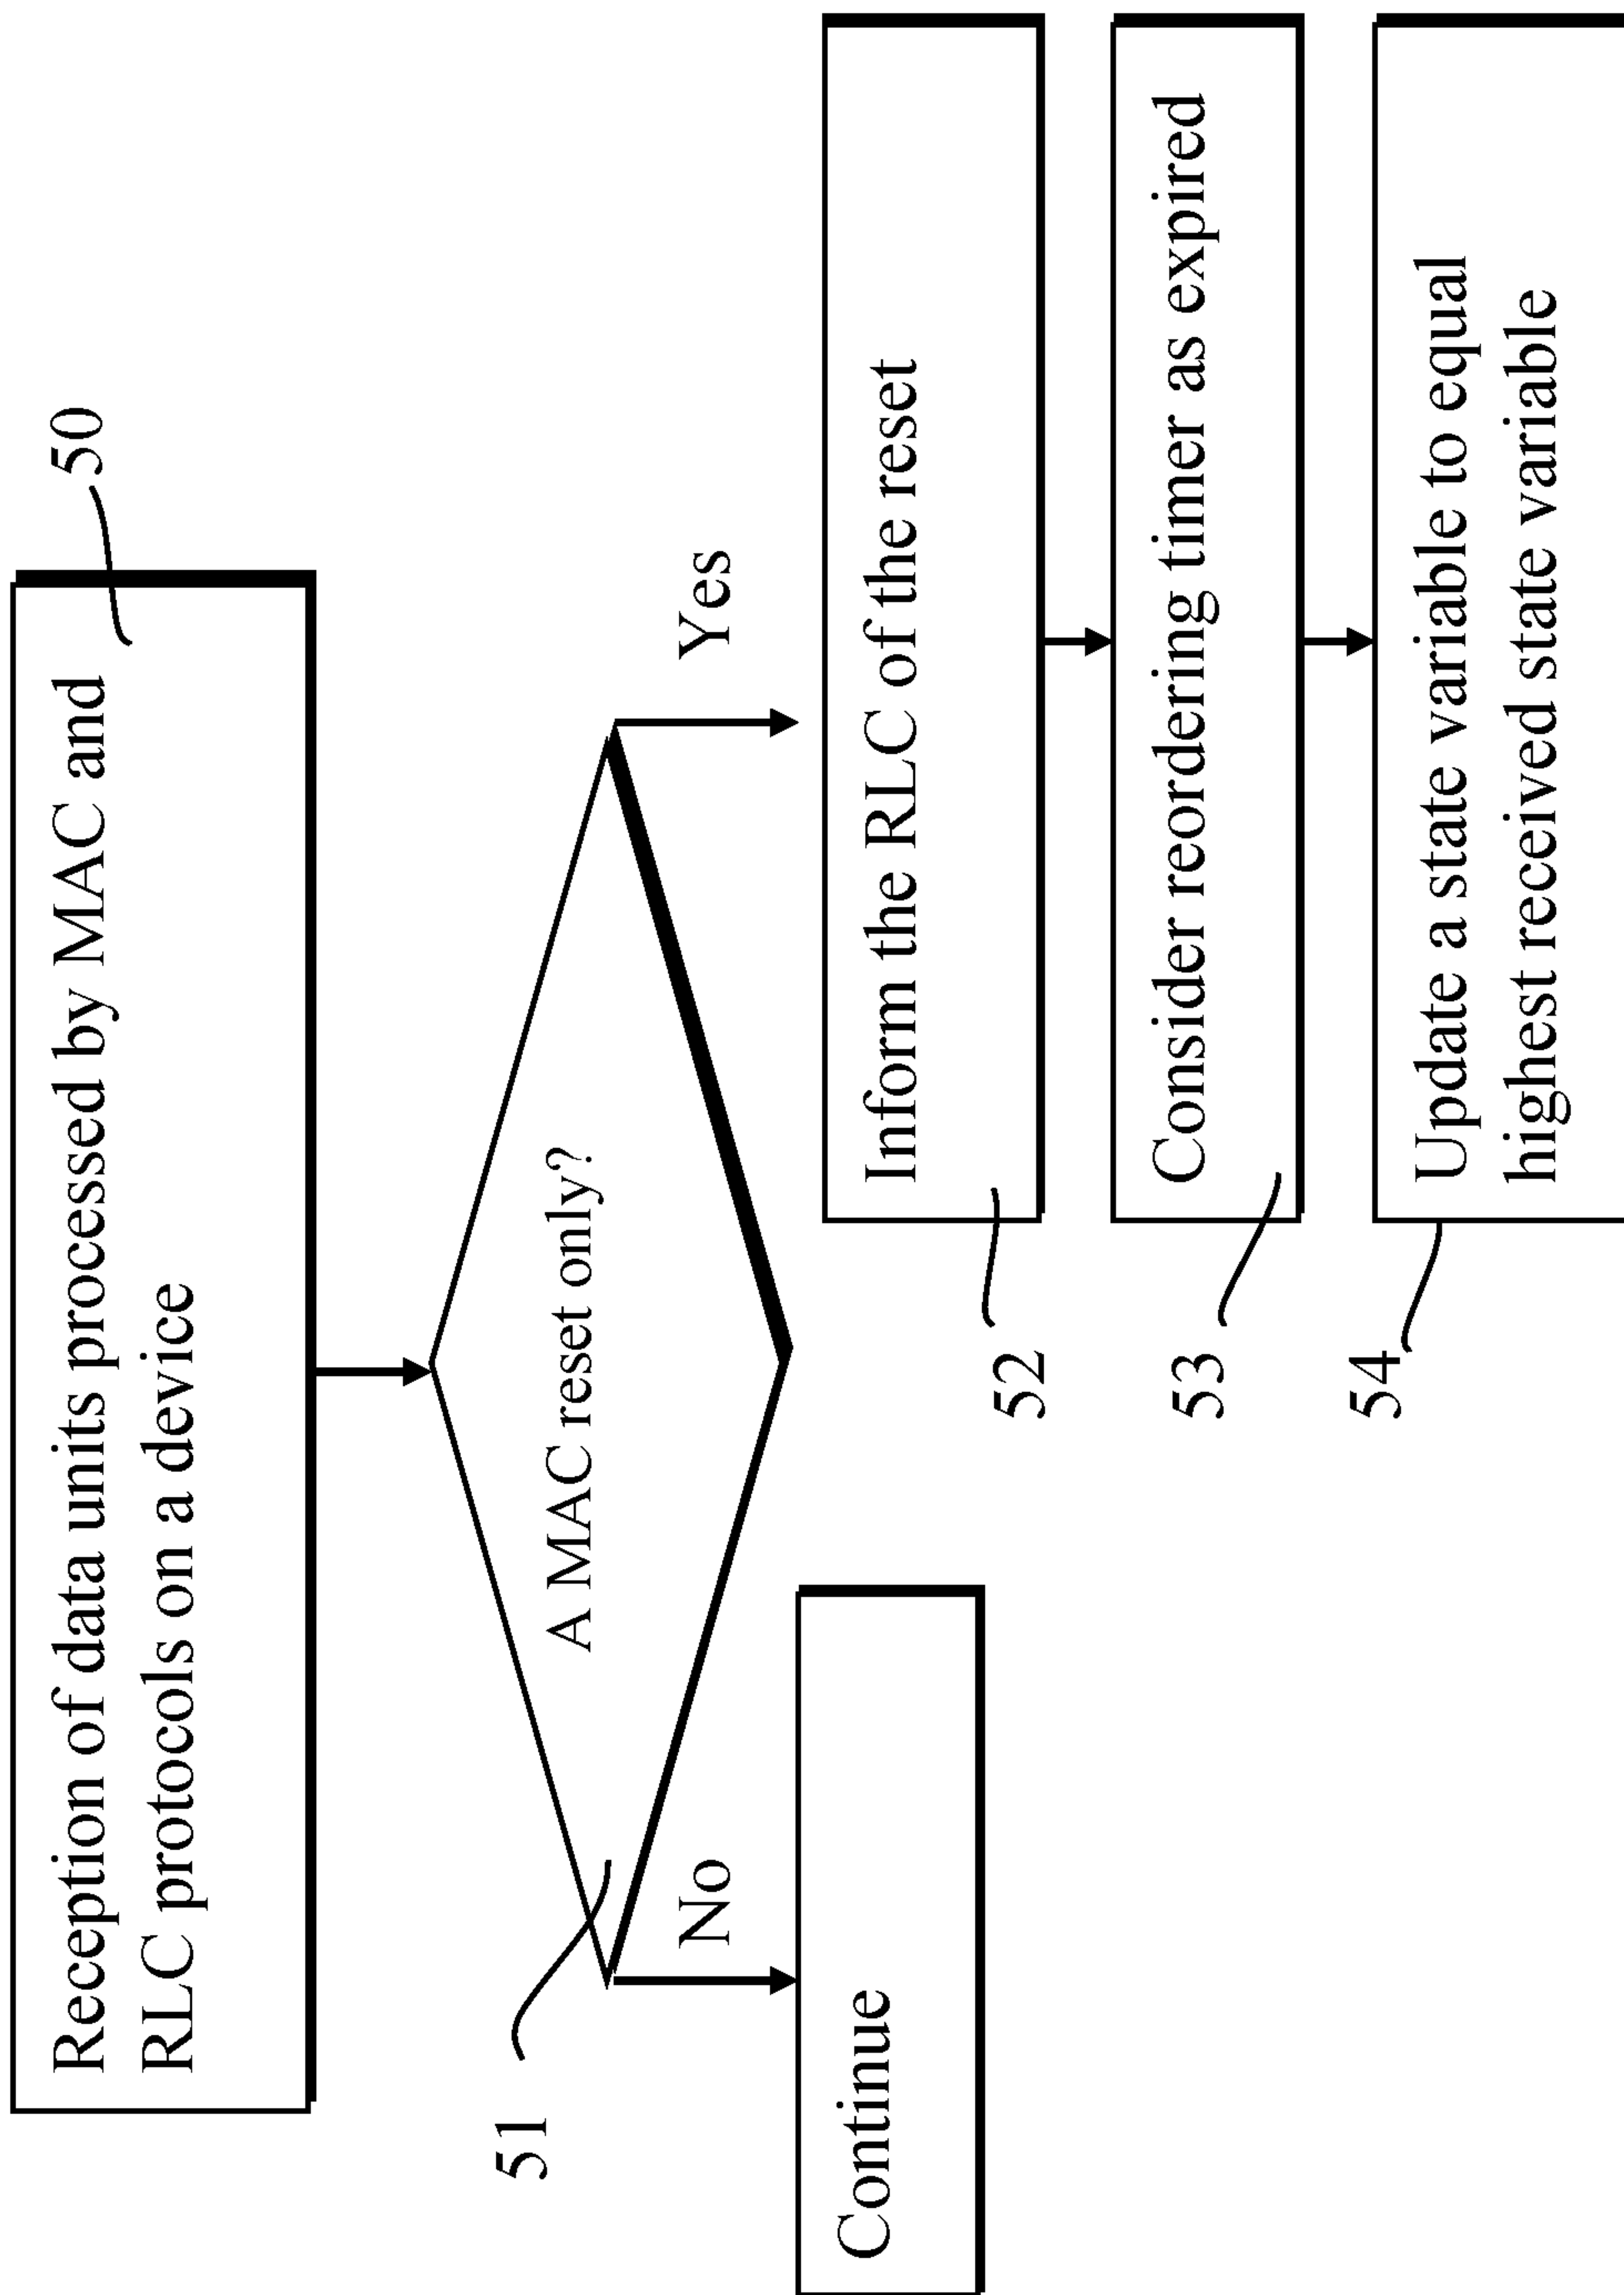 Reception of data units processed by MAC and
RLC protocols on a device
50
A MAC reset only?
51
No
Yes
Continue
Inform the RLC of the reset
52
Consider reordering timer as expired
53
Update a state variable to equal
highest received state variable
54